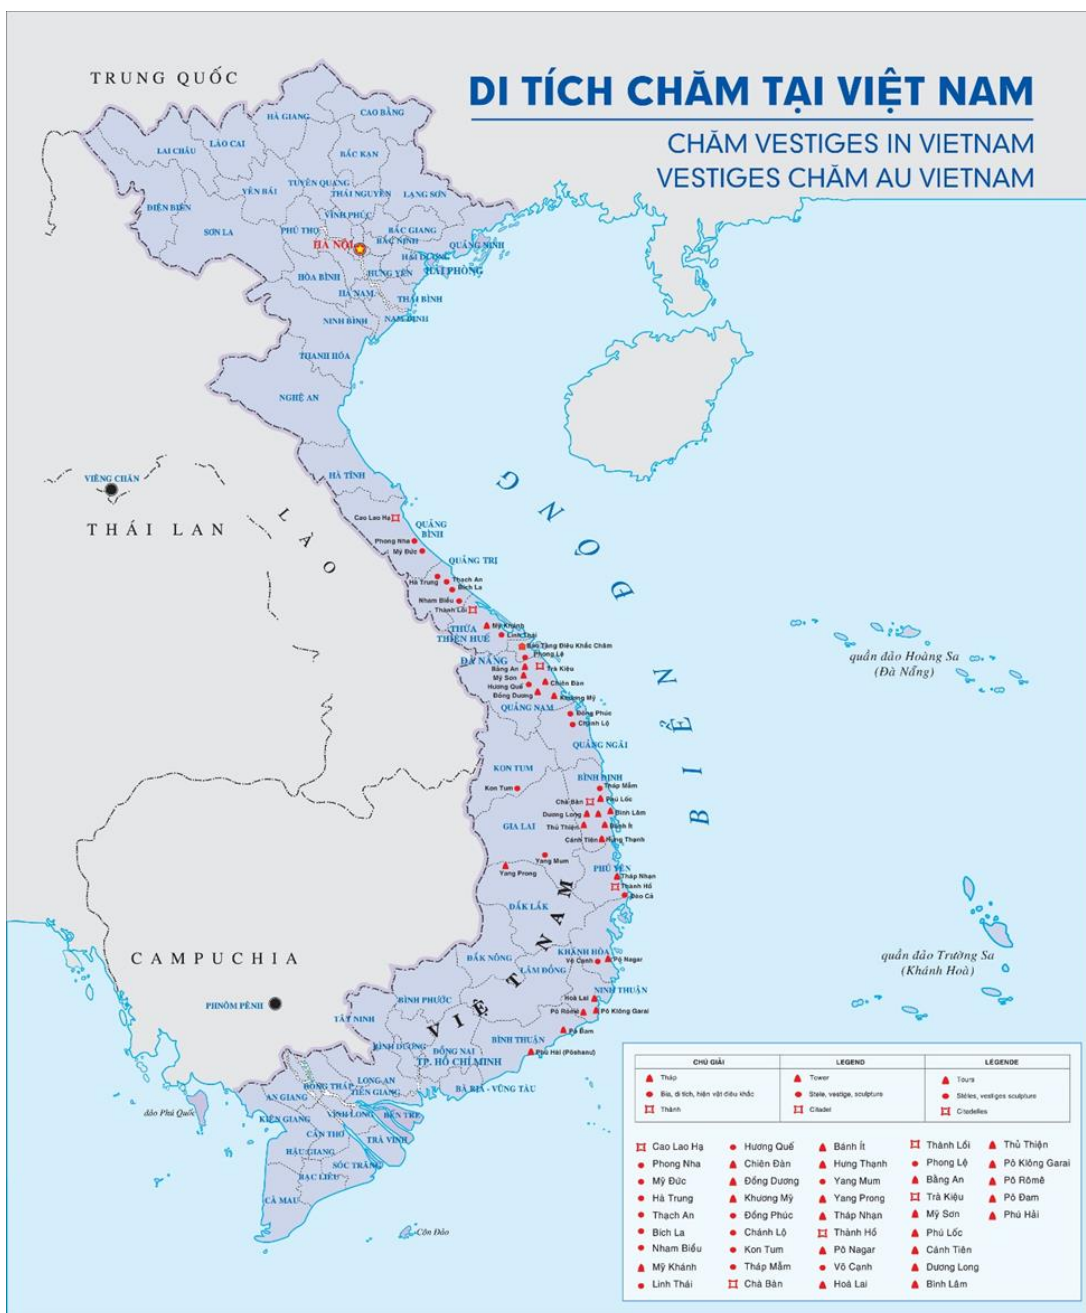 DI TÍCH CHĂM TẠI VIỆT NAM
CHĂM VESTIGES IN VIETNAM
VESTIGES CHĂM AU VIETNAM
TRUNG QUỐC
HÀ GIANG
CAO BẰNG
LAI CHÂU
LÀO CAI
BẮC KẠN
YÊN BÁI
TUYÊN QUANG
THÁI NGUYÊN
LẠNG SƠN
ĐIỆN BIÊN
SƠN LA
PHÚ THỌ
VĨNH PHÚC
BẮC GIANG
HÀ NỘI
BẮC NINH
QUẢNG NINH
HẢI DƯƠNG
HẢI PHÒNG
HƯNG YÊN
HÒA BÌNH
HÀ NAM
THÁI BÌNH
NINH BÌNH
NAM ĐỊNH
THANH HÓA
NGHỆ AN
HÀ TĨNH
VIÊNG CHĂN
THÁI LAN
LÀO
BIỂN ĐÔNG
Cao Lao Hạ
QUẢNG BÌNH
Phong Nha
Mỹ Đức
QUẢNG TRỊ
Hà Trung
Thạch An
Bích La
Nham Biều
Thành Lồi
THỪA THIÊN HUẾ
Mỹ Khánh
Linh Thái
Bảo Tàng Điêu Khắc Chăm
ĐÀ NẴNG
Phong Lệ
Bằng An
Trà Kiệu
Mỹ Sơn
Hương Quế
Chiên Đàn
Đồng Dương
Khương Mỹ
QUẢNG NAM
Đồng Phúc
Chánh Lộ
QUẢNG NGÃI
KON TUM
Kon Tum
BÌNH ĐỊNH
Tháp Mẫm
Chà Bàn
Phú Lốc
Dương Long
Bình Lâm
GIA LAI
Thủ Thiện
Bánh Ít
Cánh Tiên
Hưng Thạnh
Yang Mum
Yang Prong
PHÚ YÊN
Tháp Nhạn
Thành Hồ
Đèo Cả
ĐẮK LẮK
VIỆT NAM
quần đảo Hoàng Sa
(Đà Nẵng)
quần đảo Trường Sa
(Khánh Hoà)
CAMPUCHIA
PHNÔM PÊNH
ĐẮK NÔNG
KHÁNH HÒA
Võ Cạnh
Pô Nagar
LÂM ĐỒNG
BÌNH PHƯỚC
NINH THUẬN
Hoà Lai
Pô Rômê
Pô Klông Garai
TÂY NINH
Pô Đam
BÌNH THUẬN
BÌNH DƯƠNG
ĐỒNG NAI
Phú Hài (Pôshanư)
TP. HỒ CHÍ MINH
BÀ RỊA - VŨNG TÀU
LONG AN
ĐỒNG THÁP
TIỀN GIANG
AN GIANG
đảo Phú Quốc
KIÊN GIANG
VĨNH LONG
BẾN TRE
CẦN THƠ
TRÀ VINH
HẬU GIANG
SÓC TRĂNG
BẠC LIÊU
CÀ MAU
Côn Đảo
CHÚ GIẢI
Tháp
Bia, di tích, hiện vật điêu khắc
Thành
LEGEND
Tower
Stele, vestige, sculpture
Citadel
LÉGENDE
Tours
Stèles, vestiges sculpture
Citadelles
Cao Lao Hạ
Phong Nha
Mỹ Đức
Hà Trung
Thạch An
Bích La
Nham Biều
Mỹ Khánh
Linh Thái
Hương Quế
Chiên Đàn
Đồng Dương
Khương Mỹ
Đồng Phúc
Chánh Lộ
Kon Tum
Tháp Mẫm
Chà Bàn
Bánh Ít
Hưng Thạnh
Yang Mum
Yang Prong
Tháp Nhạn
Thành Hồ
Pô Nagar
Võ Cạnh
Hoà Lai
Thành Lồi
Phong Lệ
Bằng An
Trà Kiệu
Mỹ Sơn
Phú Lốc
Cánh Tiên
Dương Long
Bình Lâm
Thủ Thiện
Pô Klông Garai
Pô Rômê
Pô Đam
Phú Hài